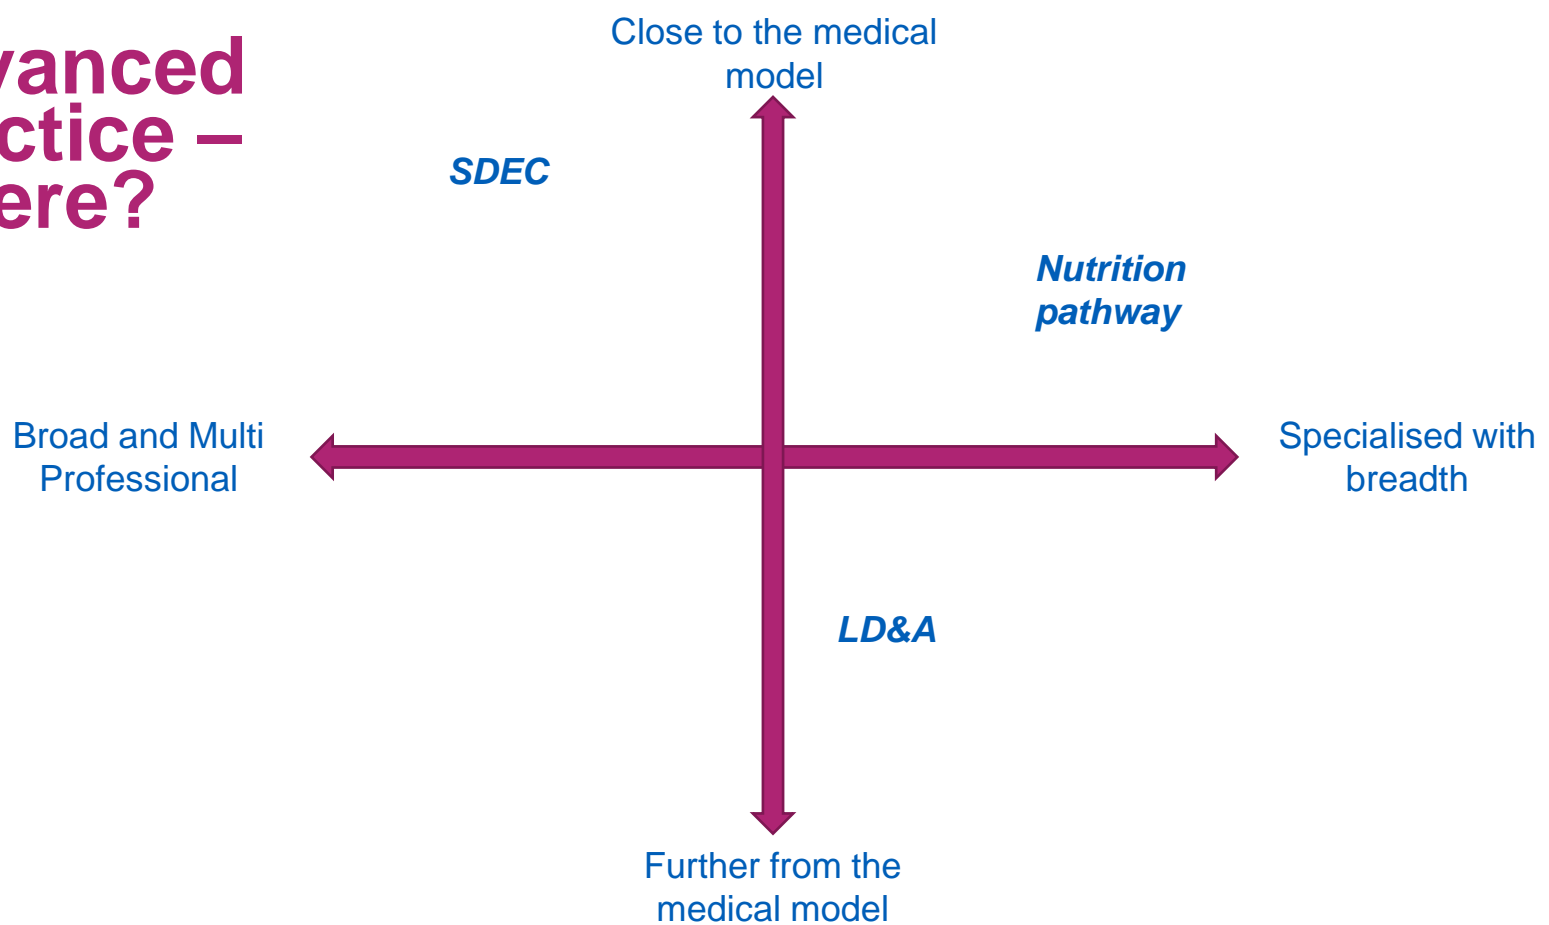 vanced
ctice –
ere?
Close to the medical
model
SDEC
Nutrition
pathway
Broad and Multi
Professional
Specialised with
breadth
LD&A
Further from the
medical model